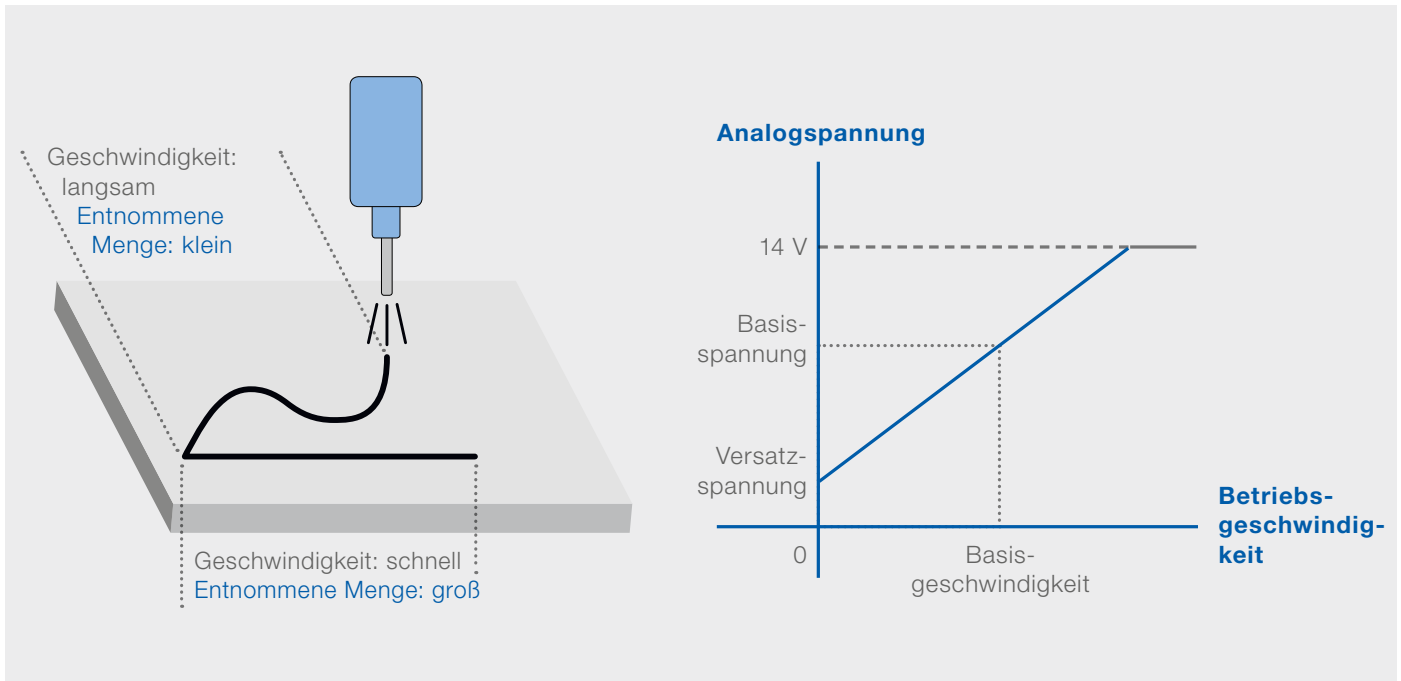 Geschwindigkeit:
langsam
Entnommene
Menge: klein
Geschwindigkeit: schnell
Entnommene Menge: groß
Analogspannung
14 V
Basis-
spannung
Versatz-
spannung
0
Basis-
geschwindigkeit
Betriebs-
geschwindig-
keit